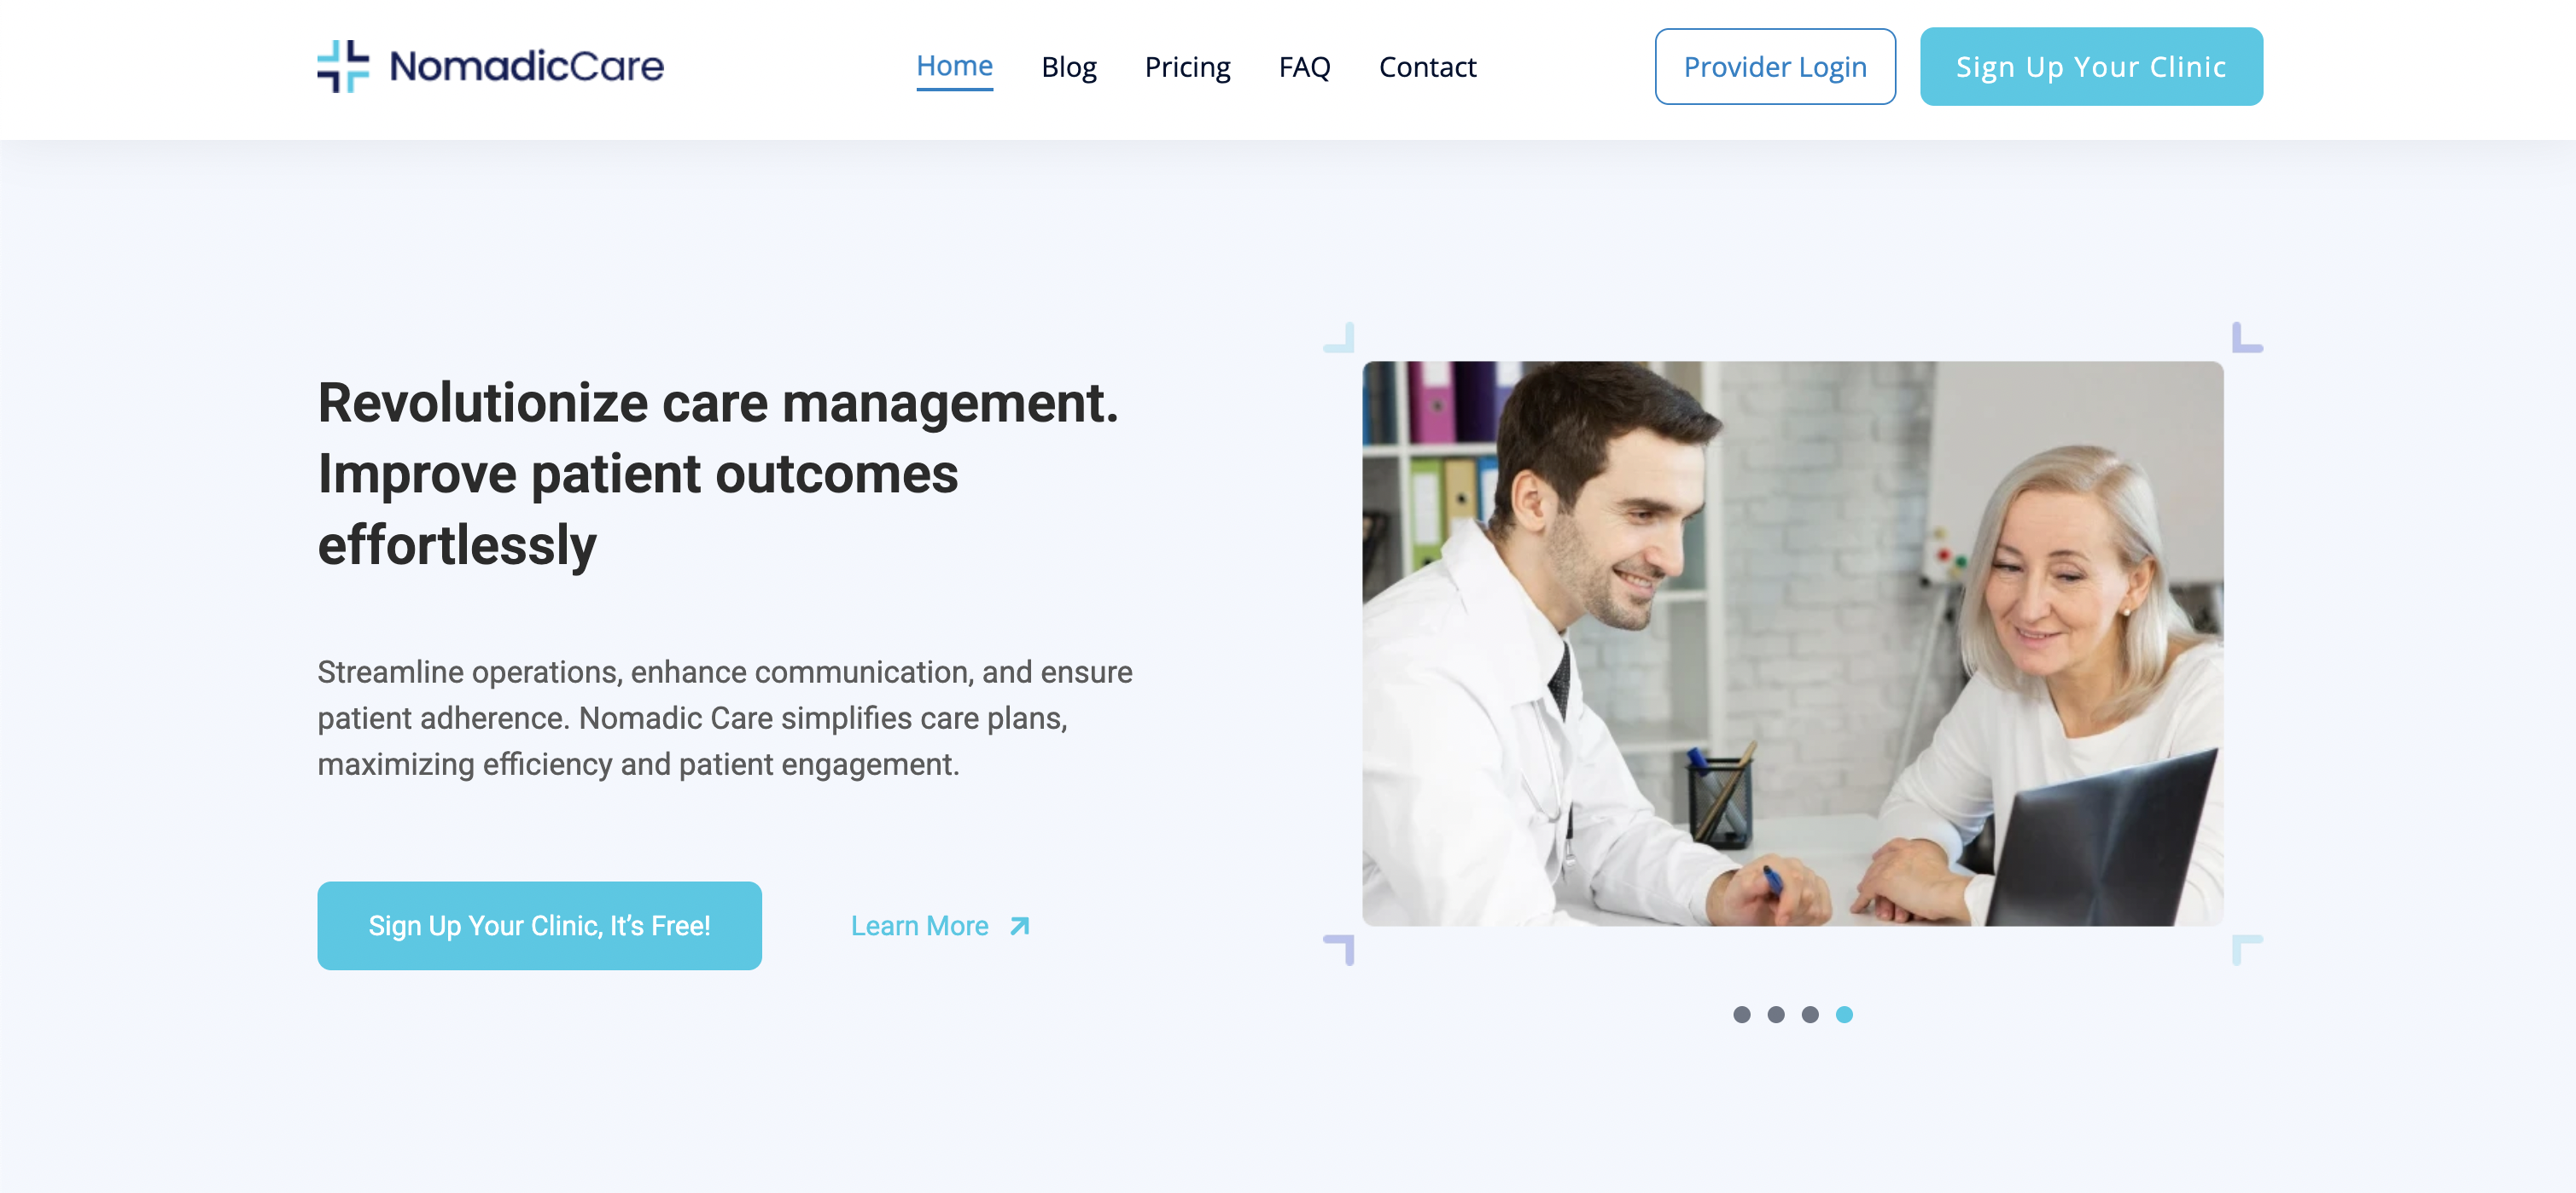 NomadicCare
Home
Blog
Pricing
FAQ
Contact
Provider Login
Sign Up Your Clinic
Revolutionize care management.
Improve patient outcomes
effortlessly
Streamline operations, enhance communication, and ensure
patient adherence. Nomadic Care simplifies care plans,
maximizing efficiency and patient engagement.
Sign Up Your Clinic, It’s Free!
Learn More